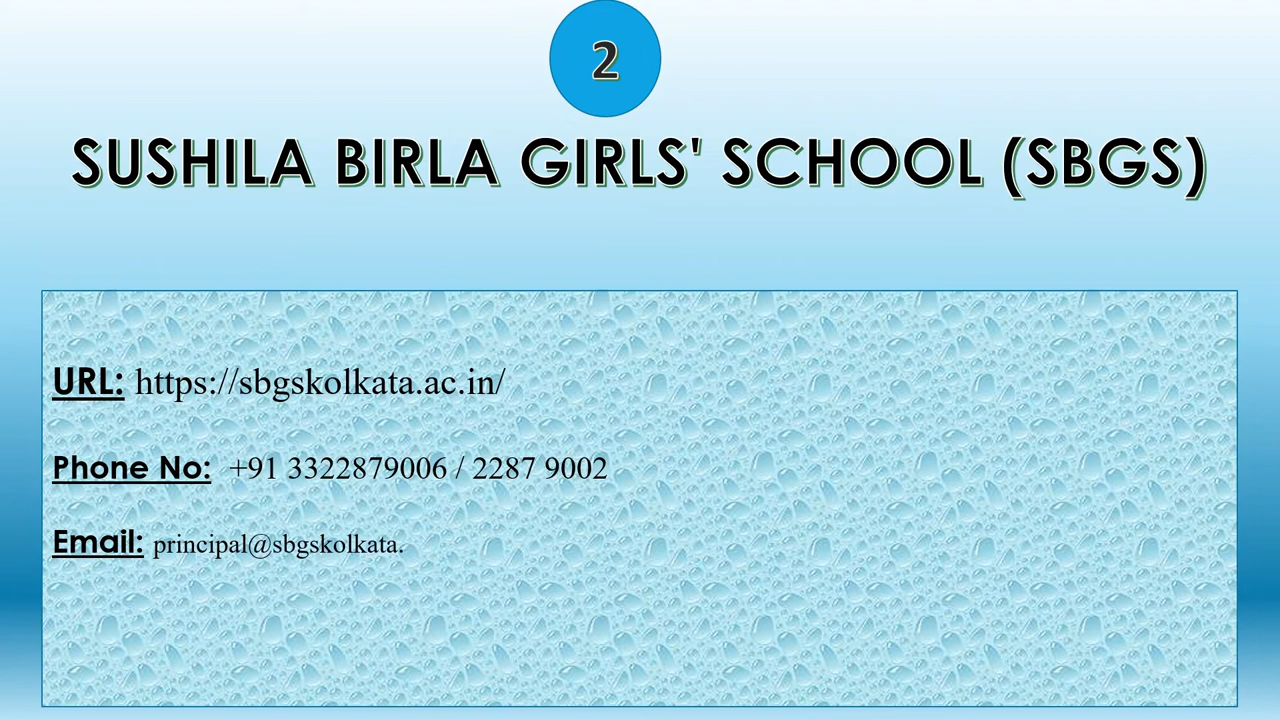 2
SUSHILA BIRLA GIRLS' SCHOOL (SBGS)
URL: https://sbgskolkata.ac.in/
Phone No: +91 3322879006 / 2287 9002
Email: principal@sbgskolkata.